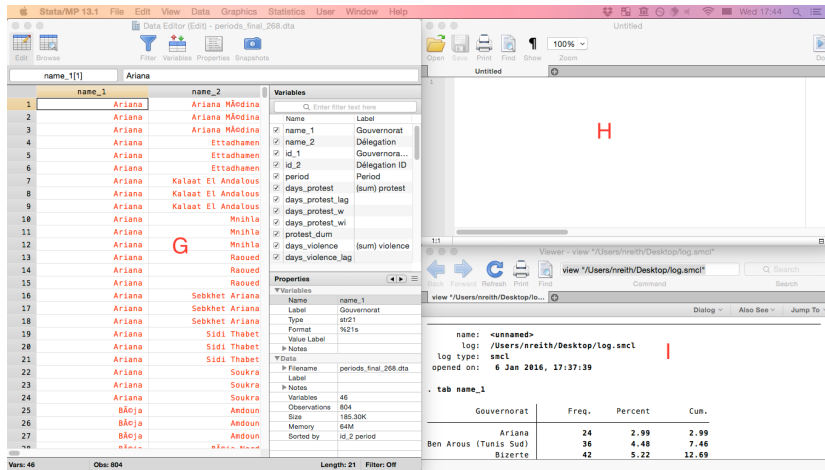 Stata/MP 13.1 File Edit View Data Graphics Statistics User Window Help Wed 17:44
Data Editor (Edit) - periods_final_268.dta
Edit Browse Filter Variables Properties Snapshots
name_1[1] Ariana
name_1 name_2
1 Ariana Ariana MÃ©dina
2 Ariana Ariana MÃ©dina
3 Ariana Ariana MÃ©dina
4 Ariana Ettadhamen
5 Ariana Ettadhamen
6 Ariana Ettadhamen
7 Ariana Kalaat El Andalous
8 Ariana Kalaat El Andalous
9 Ariana Kalaat El Andalous
10 Ariana Mnihla
11 Ariana Mnihla
12 Ariana Mnihla
13 Ariana Raoued
14 Ariana Raoued
15 Ariana Raoued
16 Ariana Sebkhet Ariana
17 Ariana Sebkhet Ariana
18 Ariana Sebkhet Ariana
19 Ariana Sidi Thabet
20 Ariana Sidi Thabet
21 Ariana Sidi Thabet
22 Ariana Soukra
23 Ariana Soukra
24 Ariana Soukra
25 BÃ©ja Amdoun
26 BÃ©ja Amdoun
27 BÃ©ja Amdoun
G
Vars: 46 Obs: 804 Length: 21 Filter: Off
Variables
Enter filter text here
Name Label
name_1 Gouvernorat
name_2 Délegation
id_1 Gouvernora...
id_2 Délegation ID
period Period
days_protest (sum) protest
days_protest_lag
days_protest_w
days_protest_wi
protest_dum
days_violence (sum) violence
days_violence_lag
Properties
Variables
Name name_1
Label Gouvernorat
Type str21
Format %21s
Value Label
Notes
Data
Filename periods_final_268.dta
Label
Notes
Variables 46
Observations 804
Size 185.30K
Memory 64M
Sorted by id_2 period
Untitled
100%
Open Save Print Find Show Zoom Do
Untitled
1
H
1:1
Viewer - view "/Users/nreith/Desktop/log.smcl"
view "/Users/nreith/Desktop/log.smcl" Search
Back Forward Refresh Print Find Command Search
view "/Users/nreith/Desktop/lo...
Dialog Also See Jump To
name: <unnamed>
log: /Users/nreith/Desktop/log.smcl
log type: smcl
opened on: 6 Jan 2016, 17:37:39
I
. tab name_1
Gouvernorat Freq. Percent Cum.
Ariana 24 2.99 2.99
Ben Arous (Tunis Sud) 36 4.48 7.46
Bizerte 42 5.22 12.69